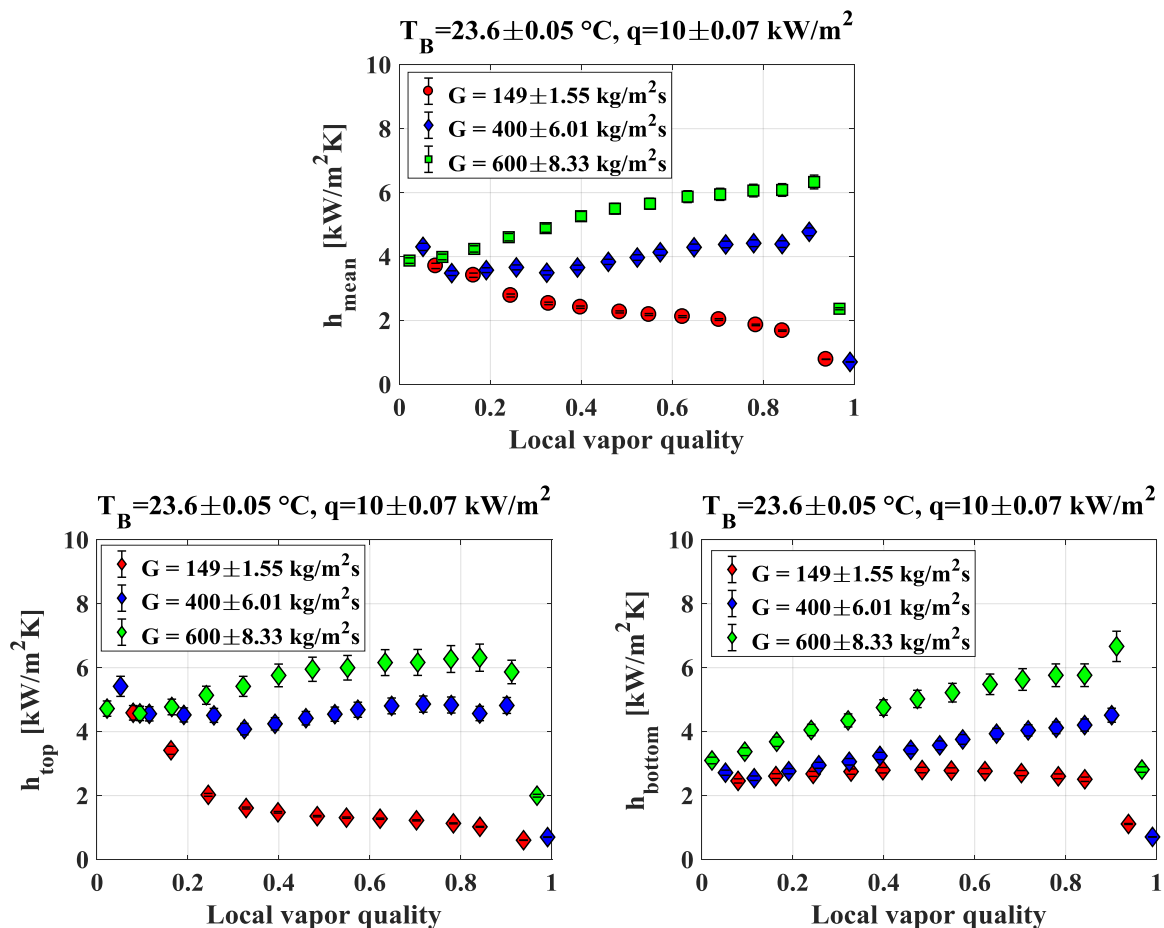 T_B=23.6±0.05 °C, q=10±0.07 kW/m²
10
8
6
4
2
0
h_mean [kW/m²K]
G = 149±1.55 kg/m²s
G = 400±6.01 kg/m²s
G = 600±8.33 kg/m²s
0 0.2 0.4 0.6 0.8 1
Local vapor quality
T_B=23.6±0.05 °C, q=10±0.07 kW/m²
10
8
6
4
2
0
h_top [kW/m²K]
G = 149±1.55 kg/m²s
G = 400±6.01 kg/m²s
G = 600±8.33 kg/m²s
0 0.2 0.4 0.6 0.8 1
Local vapor quality
T_B=23.6±0.05 °C, q=10±0.07 kW/m²
10
8
6
4
2
0
h_bottom [kW/m²K]
G = 149±1.55 kg/m²s
G = 400±6.01 kg/m²s
G = 600±8.33 kg/m²s
0 0.2 0.4 0.6 0.8 1
Local vapor quality